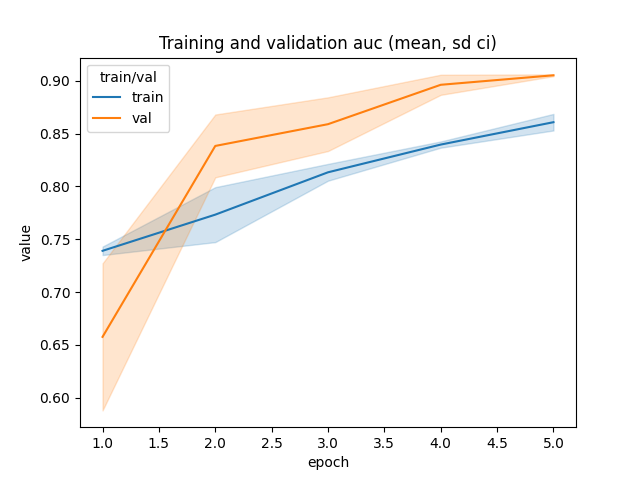 Training and validation auc (mean, sd ci)
train/val
train
val
value
0.90
0.85
0.80
0.75
0.70
0.65
0.60
1.0 1.5 2.0 2.5 3.0 3.5 4.0 4.5 5.0
epoch